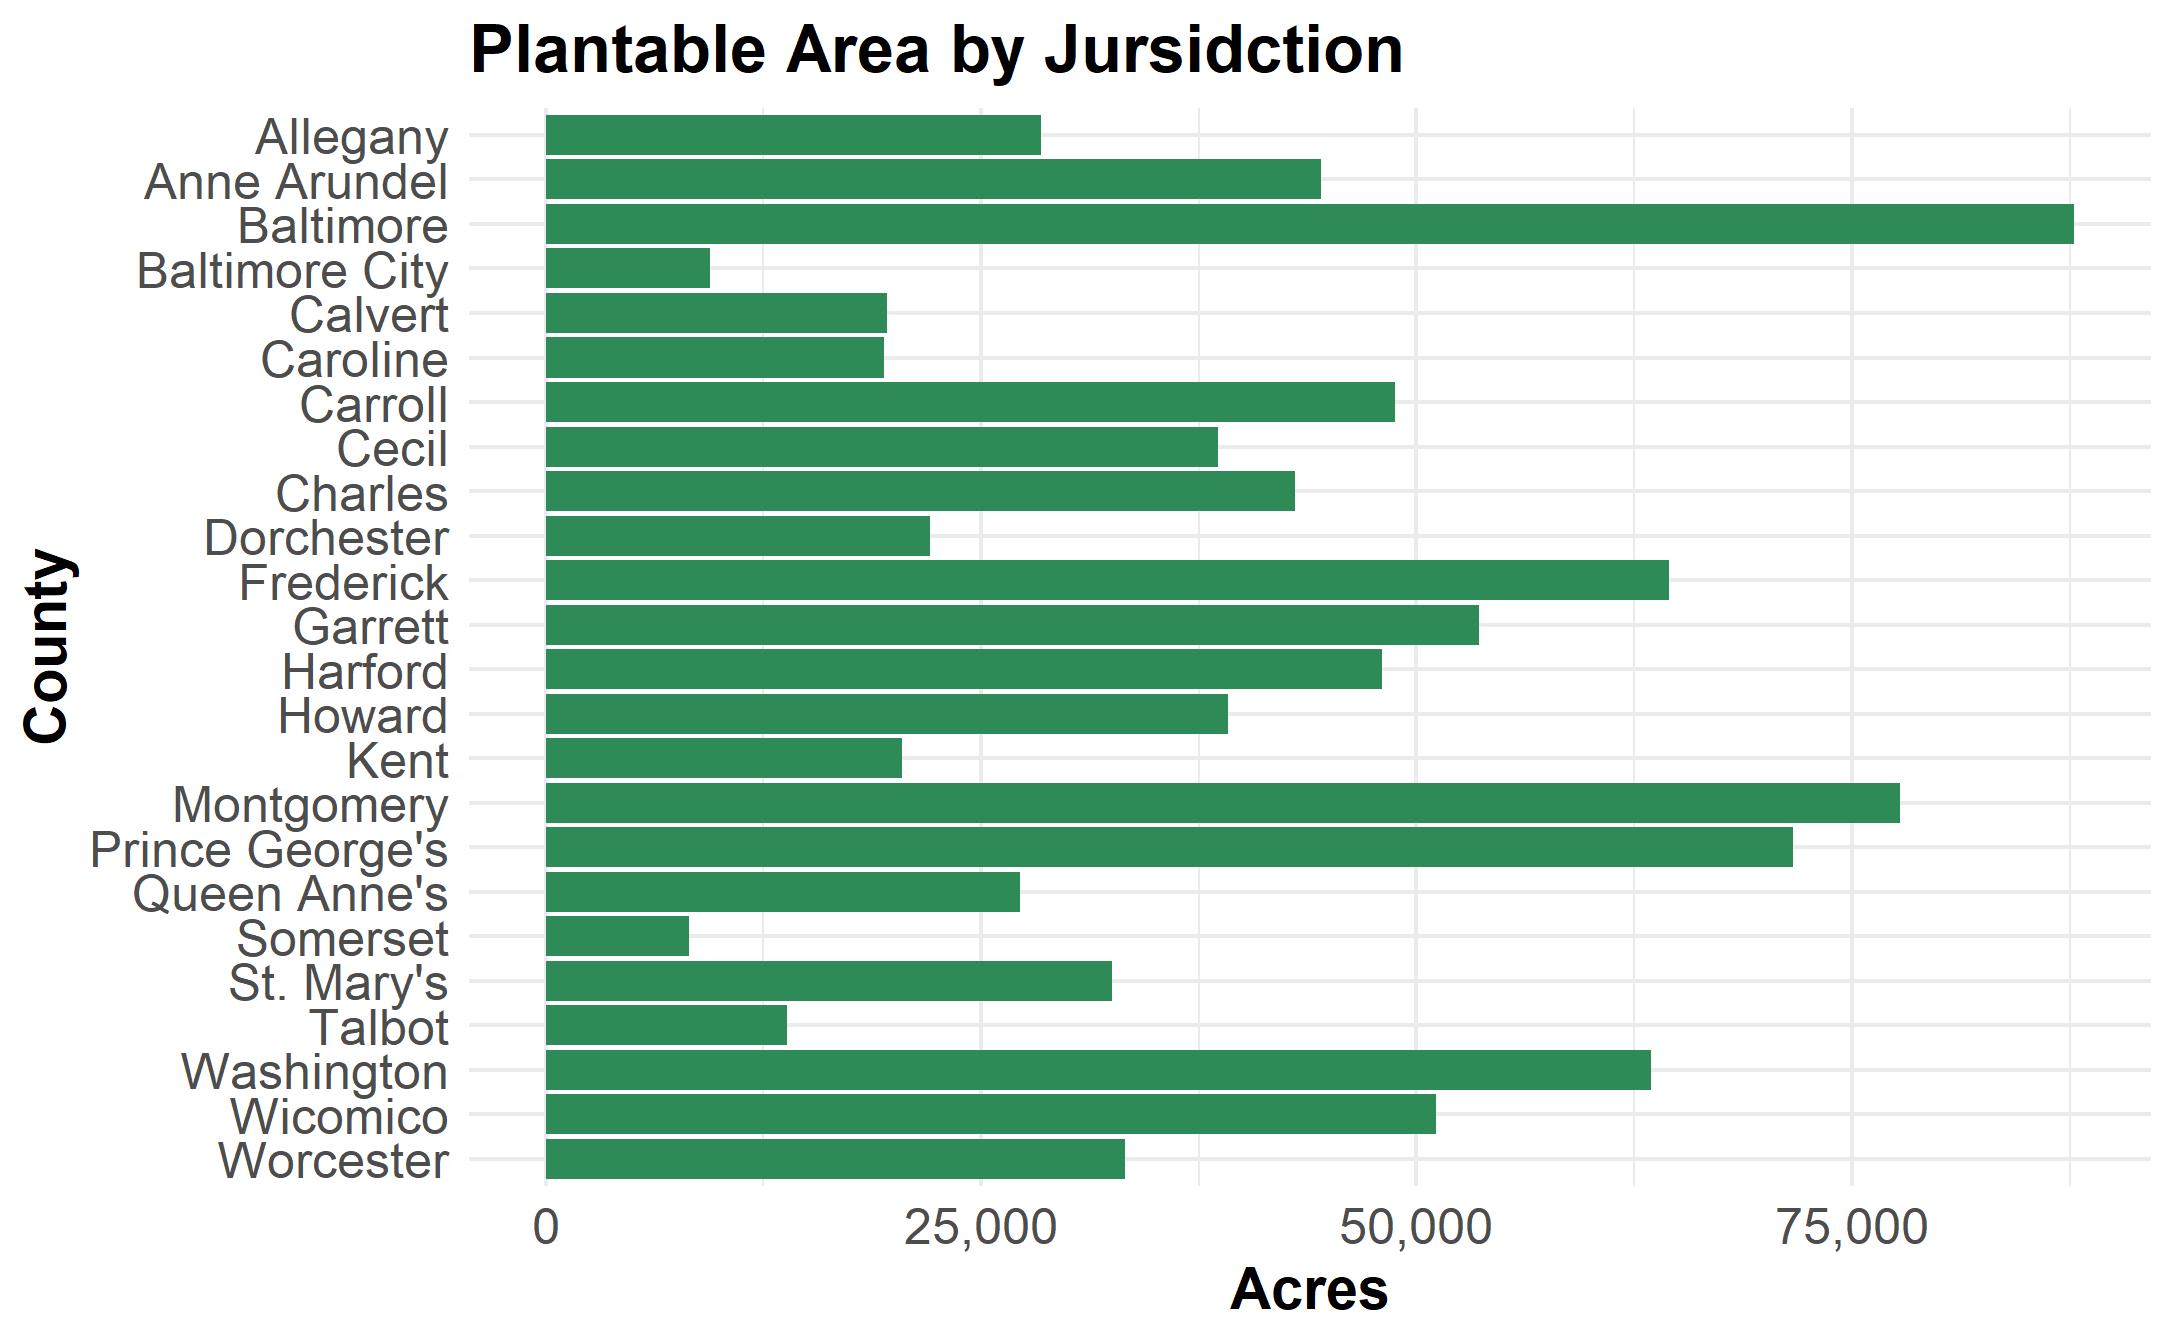 Plantable Area by Jursidction
Allegany
Anne Arundel
Baltimore
Baltimore City
Calvert
Caroline
Carroll
Cecil
Charles
Dorchester
Frederick
Garrett
Harford
Howard
Kent
Montgomery
Prince George's
Queen Anne's
Somerset
St. Mary's
Talbot
Washington
Wicomico
Worcester
County
0 25,000 50,000 75,000
Acres